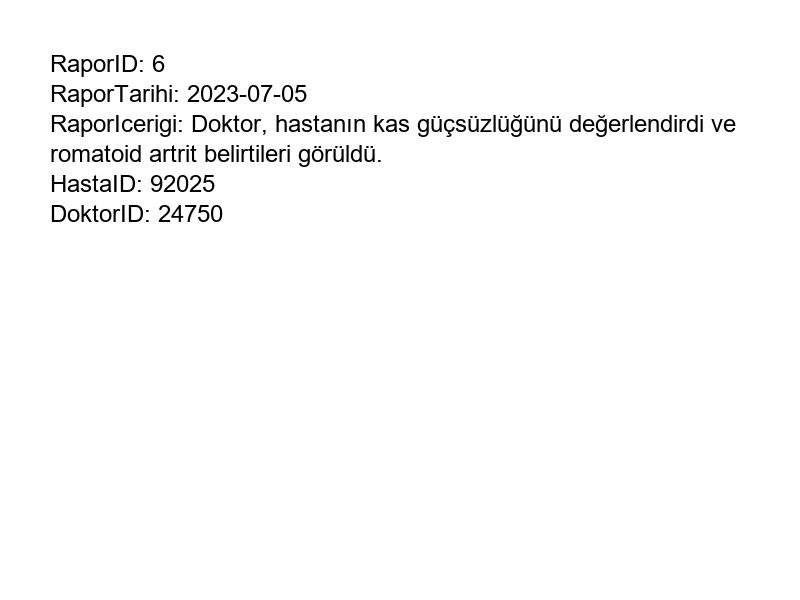 RaporID: 6
RaporTarihi: 2023-07-05
RaporIcerigi: Doktor, hastanın kas güçsüzlüğünü değerlendirdi ve
romatoid artrit belirtileri görüldü.
HastaID: 92025
DoktorID: 24750